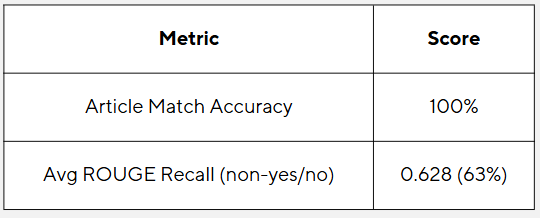 Metric Score
Article Match Accuracy 100%
Avg ROUGE Recall (non-yes/no) 0.628 (63%)